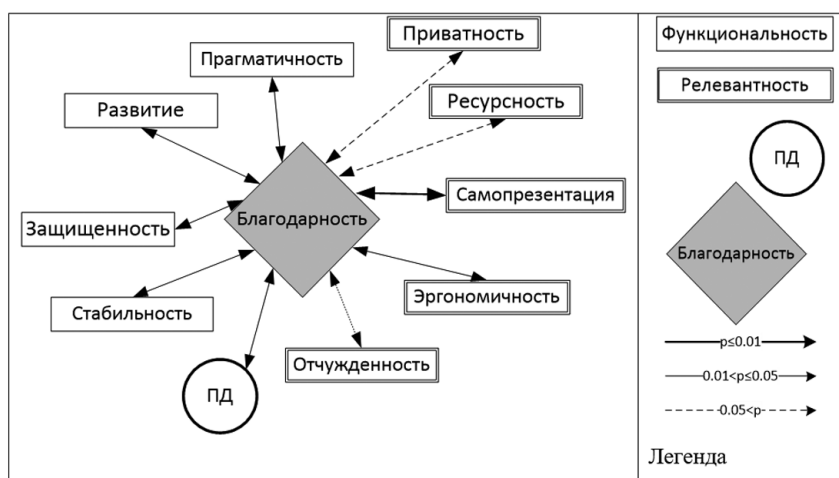 Приватность
Прагматичность
Ресурсность
Развитие
Самопрезентация
Благодарность
Защищенность
Эргономичность
Стабильность
Отчужденность
ПД
Функциональность
Релевантность
ПД
Благодарность
p≤0.01
0.01<p≤0.05
0.05<p
Легенда